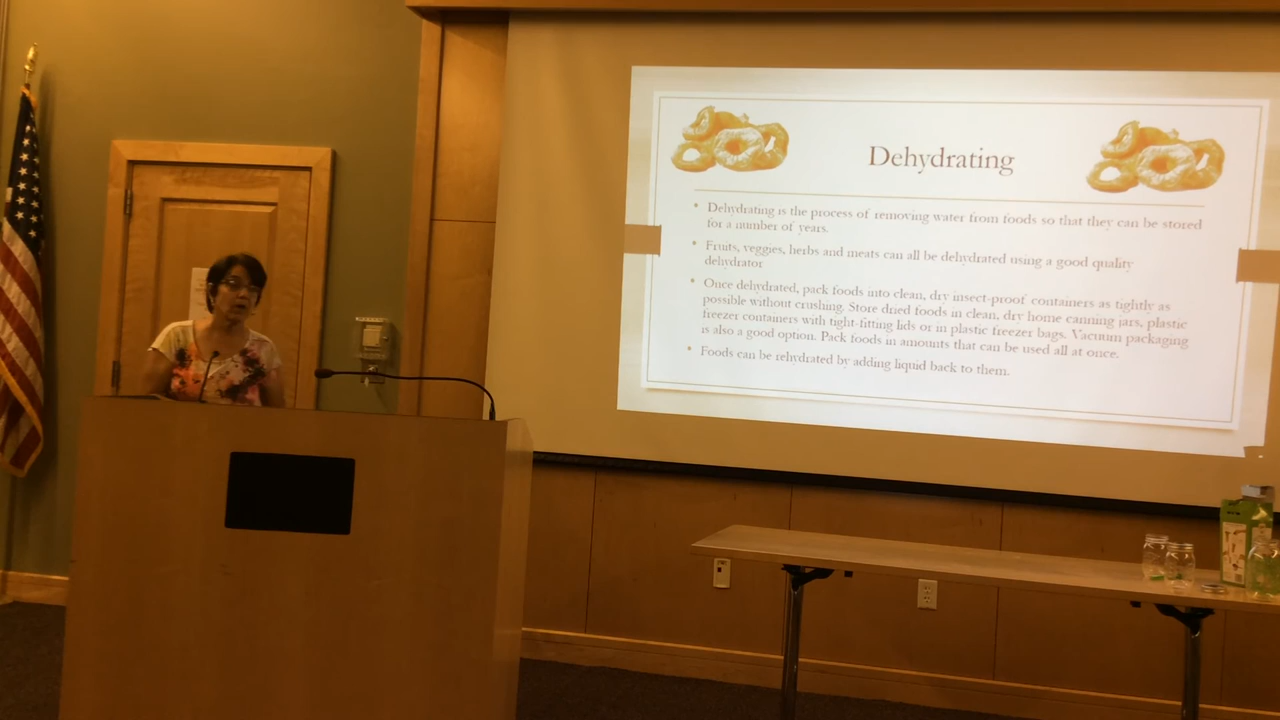 Dehydrating
• Dehydrating is the process of removing water from foods so that they can be stored
for a number of years.
• Fruits, veggies, herbs and meats can all be dehydrated using a good quality
dehydrator
• Once dehydrated, pack foods into clean, dry insect-proof containers as tightly as
possible without crushing. Store dried foods in clean, dry home canning jars, plastic
freezer containers with tight-fitting lids or in plastic freezer bags. Vacuum packaging
is also a good option. Pack foods in amounts that can be used all at once.
• Foods can be rehydrated by adding liquid back to them.